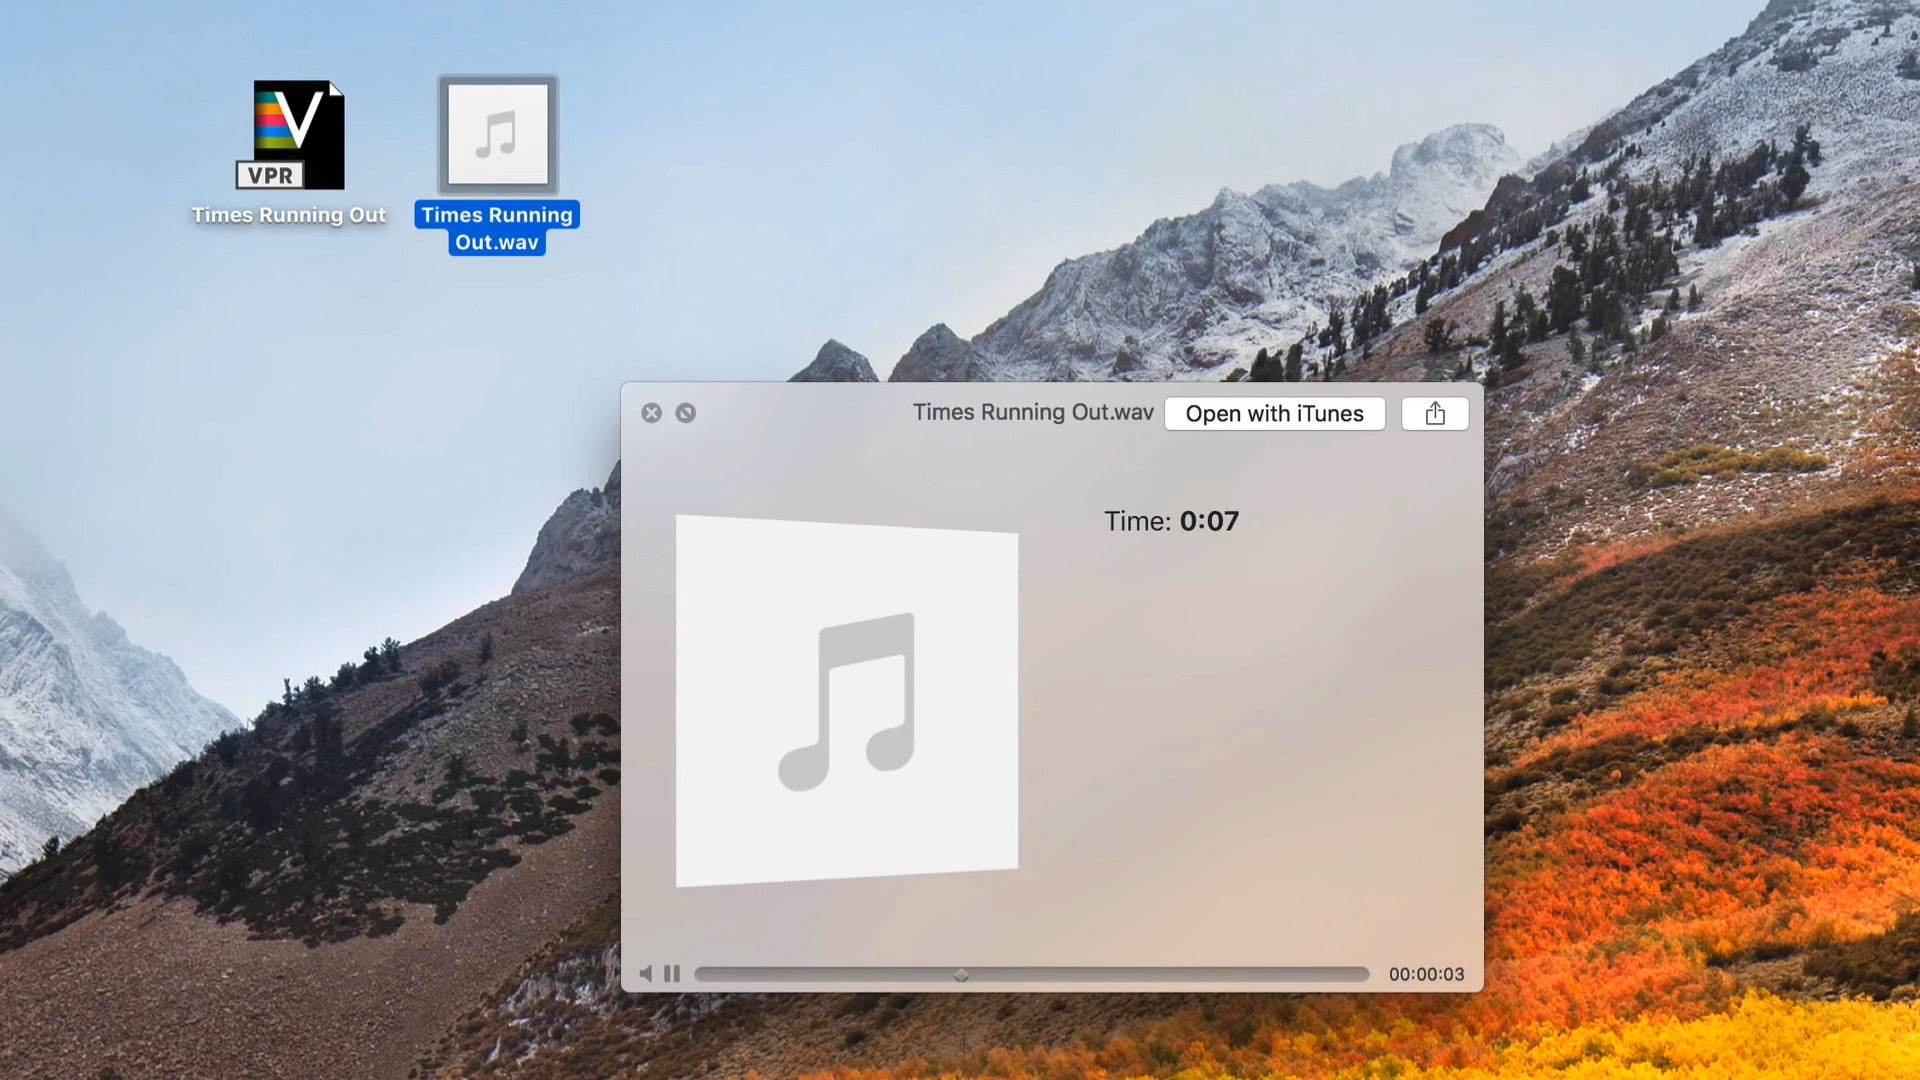 V
VPR
Times Running Out
Times Running
Out.wav
Times Running Out.wav
Open with iTunes
Time: 0:07
00:00:03